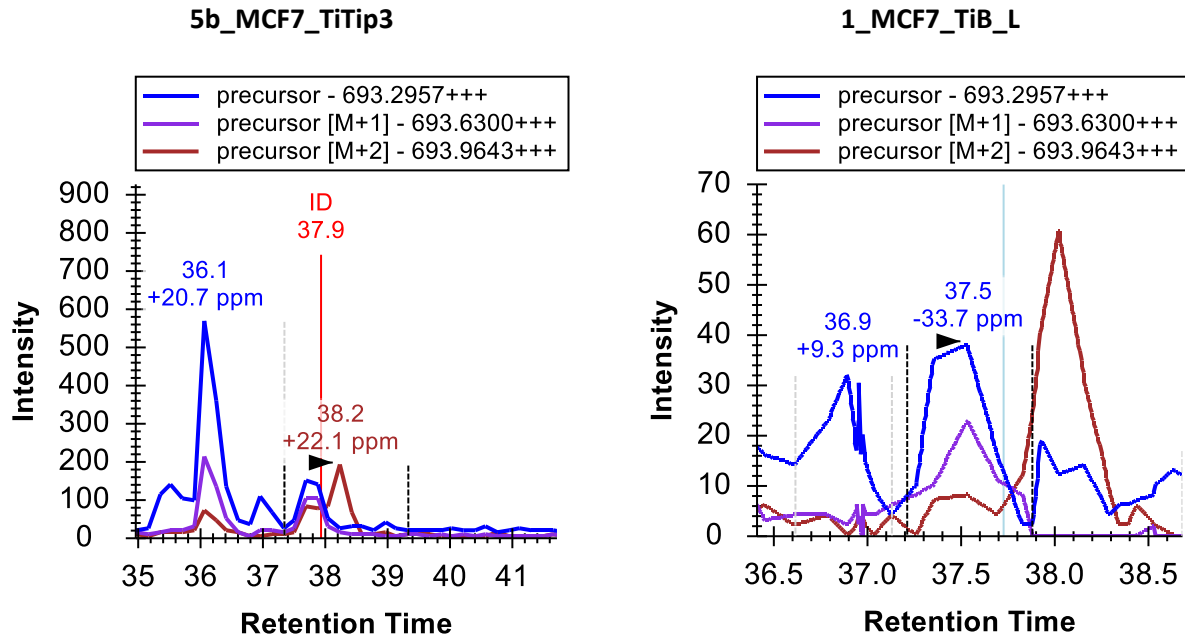 5b_MCF7_TiTip3
precursor - 693.2957+++
precursor [M+1] - 693.6300+++
precursor [M+2] - 693.9643+++
900
800
700
600
500
400
300
200
100
0
Intensity
36.1
+20.7 ppm
ID
37.9
38.2
+22.1 ppm
35 36 37 38 39 40 41
Retention Time
1_MCF7_TiB_L
precursor - 693.2957+++
precursor [M+1] - 693.6300+++
precursor [M+2] - 693.9643+++
70
60
50
40
30
20
10
0
Intensity
36.9
+9.3 ppm
37.5
-33.7 ppm
36.5 37.0 37.5 38.0 38.5
Retention Time